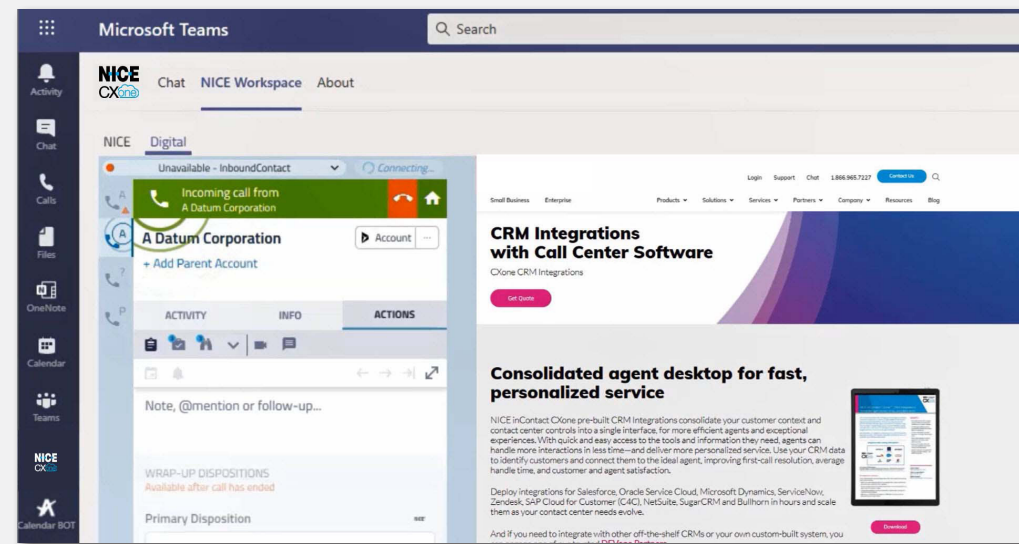 Microsoft Teams
Search
Activity
Chat
Calls
Files
OneNote
Calendar
Teams
NICE
CXone
Calendar BOT
NICE
CXone
Chat NICE Workspace About
NICE Digital
Unavailable - InboundContact Connecting...
Incoming call from
A Datum Corporation
A
A
?
P
A Datum Corporation Account ...
+ Add Parent Account
ACTIVITY INFO ACTIONS
Note, @mention or follow-up...
WRAP-UP DISPOSITIONS
Available after call has ended
Primary Disposition
Login Support Chat 1.866.965.7227 Contact Us
Small Business Enterprise Products Solutions Services Partners Company Resources Blog
CRM Integrations
with Call Center Software
CXone CRM Integrations
Get Quote
Consolidated agent desktop for fast,
personalized service
NICE inContact CXone pre-built CRM Integrations consolidate your customer context and
contact center controls into a single interface, for more efficient agents and exceptional
experiences. With quick and easy access to the tools and information they need, agents can
handle more interactions in less time—and deliver more personalized service. Use your CRM data
to identify customers and connect them to the ideal agent, improving first-call resolution, average
handle time, and customer and agent satisfaction.
Deploy integrations for Salesforce, Oracle Service Cloud, Microsoft Dynamics, ServiceNow,
Zendesk, SAP Cloud for Customer (C4C), NetSuite, SugarCRM and Bullhorn in hours and scale
them as your contact center needs evolve.
And if you need to integrate with other off-the-shelf CRMs or your own custom-built system, you
Download